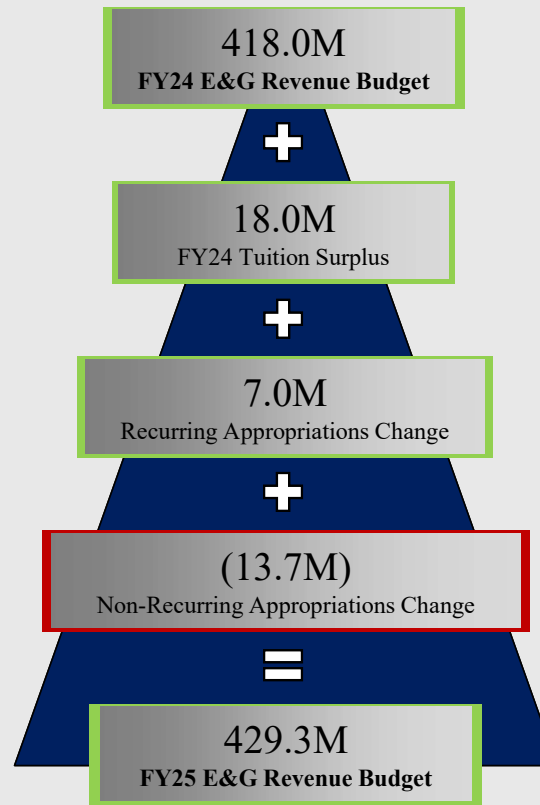 418.0M
FY24 E&G Revenue Budget
+
18.0M
FY24 Tuition Surplus
+
7.0M
Recurring Appropriations Change
+
(13.7M)
Non-Recurring Appropriations Change
=
429.3M
FY25 E&G Revenue Budget